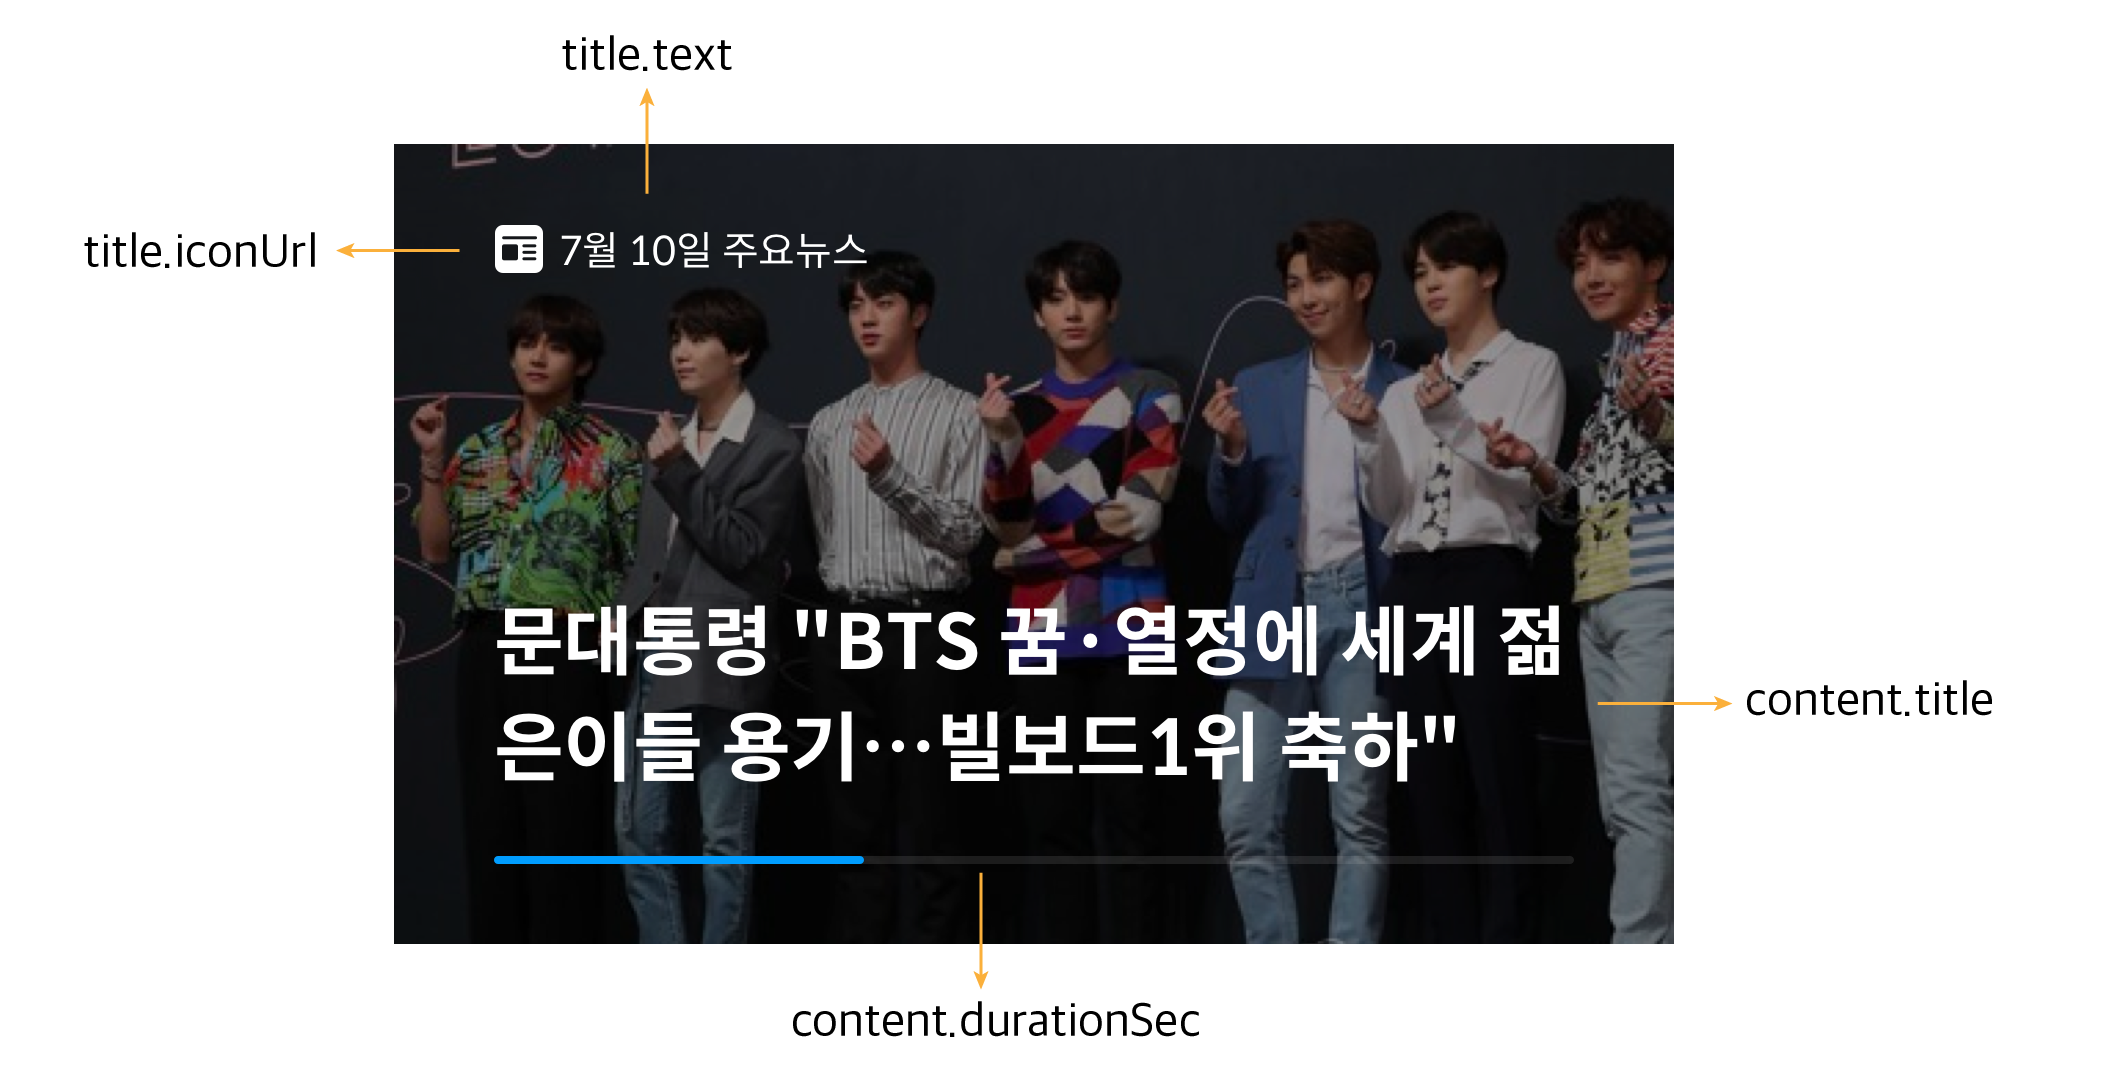 title.text
title.iconUrl
7월 10일 주요뉴스
문대통령 "BTS 꿈·열정에 세계 젊
은이들 용기…빌보드1위 축하"
content.title
content.durationSec